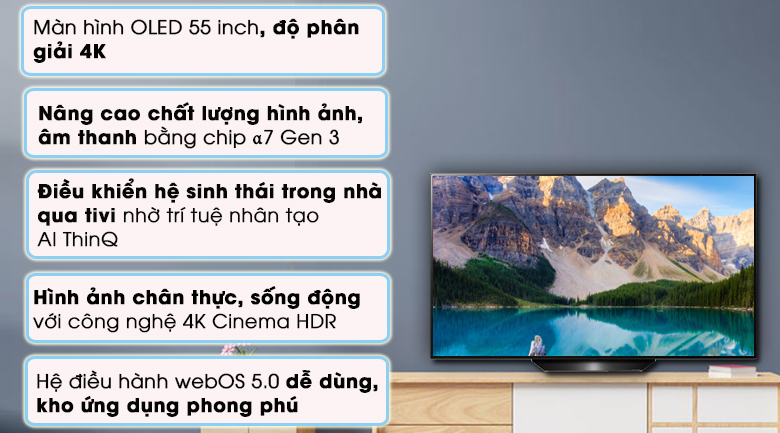 Màn hình OLED 55 inch, độ phân
giải 4K
Nâng cao chất lượng hình ảnh,
âm thanh bằng chip α7 Gen 3
Điều khiển hệ sinh thái trong nhà
qua tivi nhờ trí tuệ nhân tạo
AI ThinQ
Hình ảnh chân thực, sống động
với công nghệ 4K Cinema HDR
Hệ điều hành webOS 5.0 dễ dùng,
kho ứng dụng phong phú